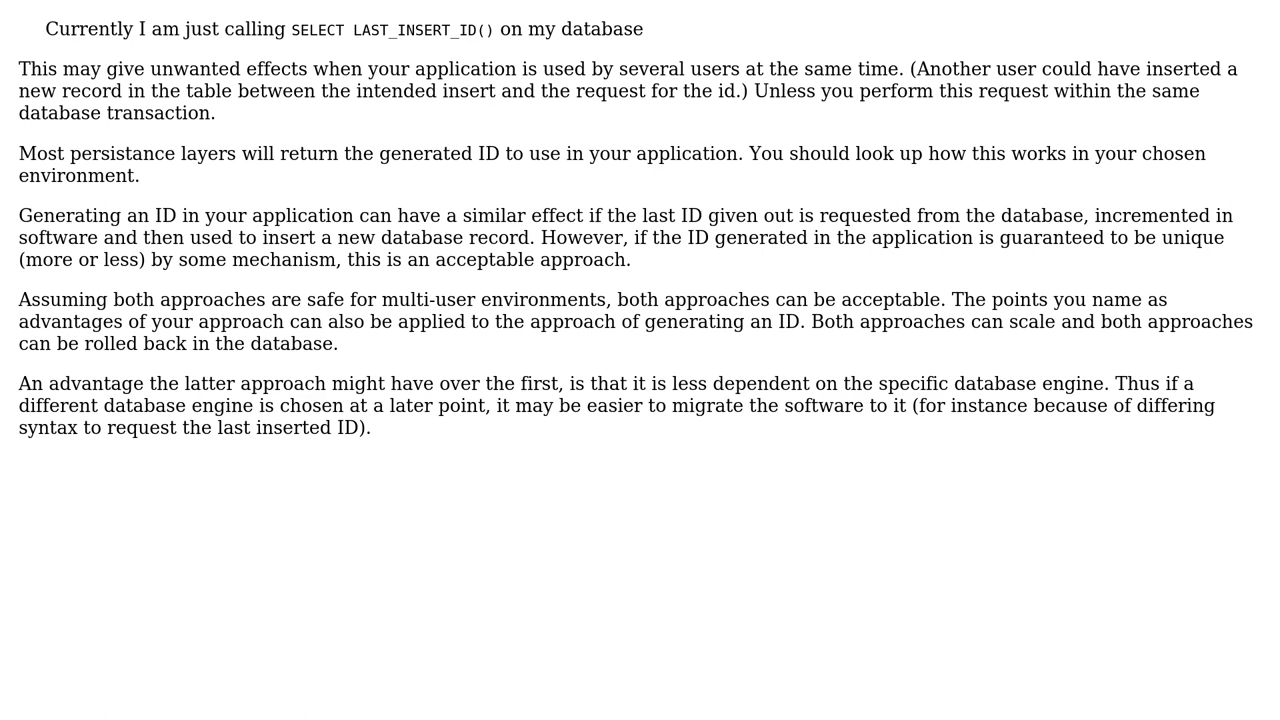 Currently I am just calling SELECT LAST_INSERT_ID() on my database
This may give unwanted effects when your application is used by several users at the same time. (Another user could have inserted a
new record in the table between the intended insert and the request for the id.) Unless you perform this request within the same
database transaction.
Most persistance layers will return the generated ID to use in your application. You should look up how this works in your chosen
environment.
Generating an ID in your application can have a similar effect if the last ID given out is requested from the database, incremented in
software and then used to insert a new database record. However, if the ID generated in the application is guaranteed to be unique
(more or less) by some mechanism, this is an acceptable approach.
Assuming both approaches are safe for multi-user environments, both approaches can be acceptable. The points you name as
advantages of your approach can also be applied to the approach of generating an ID. Both approaches can scale and both approaches
can be rolled back in the database.
An advantage the latter approach might have over the first, is that it is less dependent on the specific database engine. Thus if a
different database engine is chosen at a later point, it may be easier to migrate the software to it (for instance because of differing
syntax to request the last inserted ID).